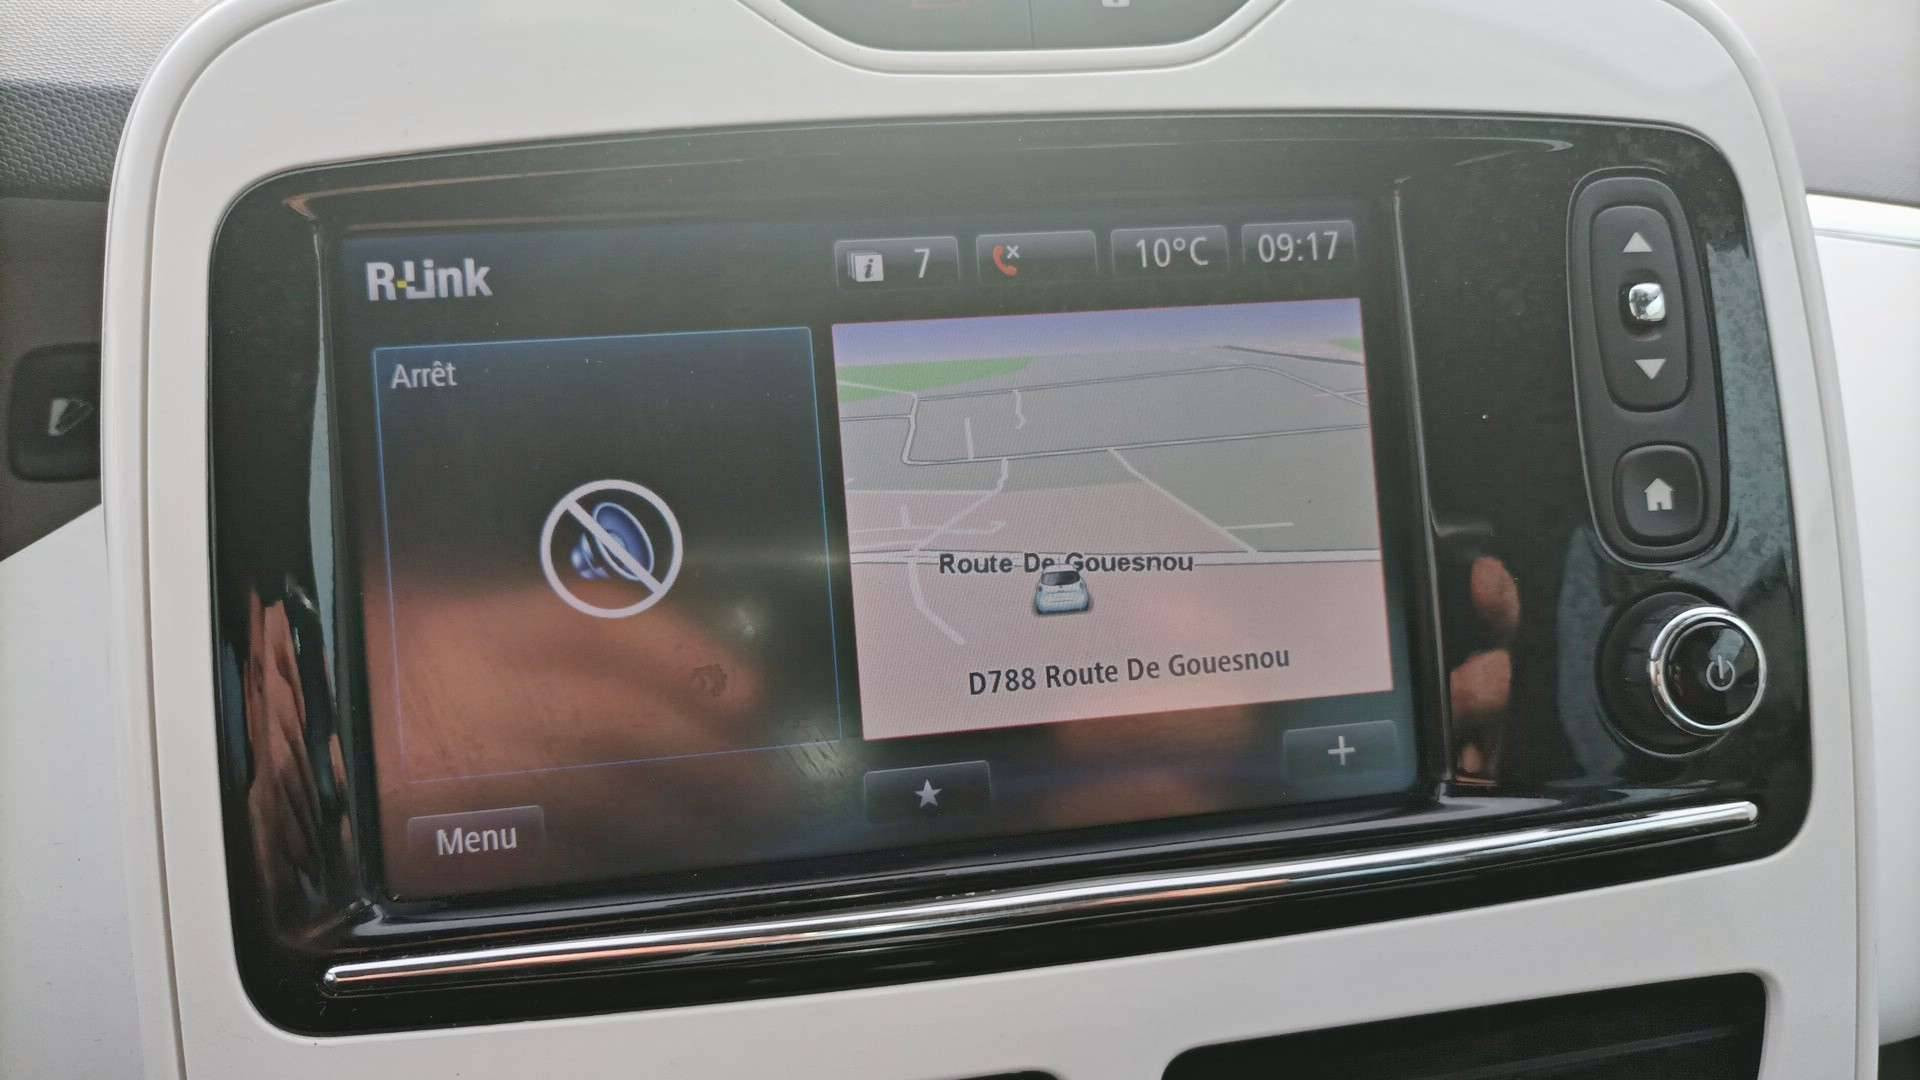 R-Link
7
10°C
09:17
Arrêt
Route De Gouesnou
D788 Route De Gouesnou
Menu